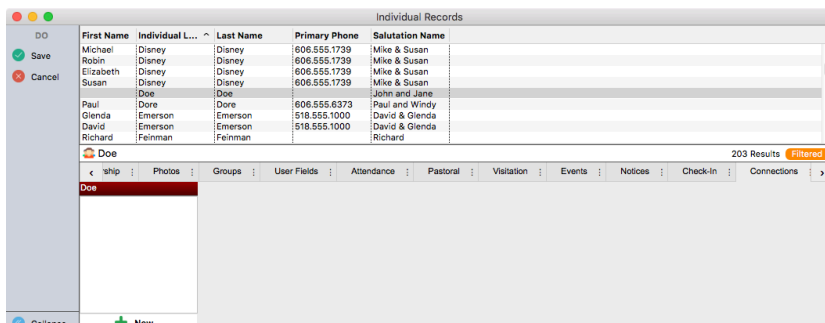 Individual Records
DO
Save
Cancel
First Name Individual L... Last Name Primary Phone Salutation Name
Michael Disney Disney 606.555.1739 Mike & Susan
Robin Disney Disney 606.555.1739 Mike & Susan
Elizabeth Disney Disney 606.555.1739 Mike & Susan
Susan Disney Disney 606.555.1739 Mike & Susan
Doe Doe John and Jane
Paul Dore Dore 606.555.6373 Paul and Windy
Glenda Emerson Emerson 518.555.1000 David & Glenda
David Emerson Emerson 518.555.1000 David & Glenda
Richard Feinman Feinman Richard
Doe 203 Results Filtered
rship Photos Groups User Fields Attendance Pastoral Visitation Events Notices Check-In Connections
Doe
Collapse New